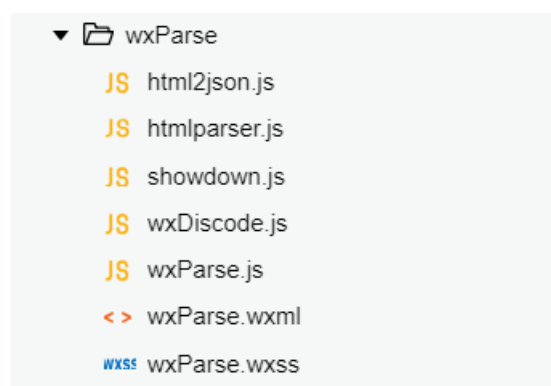 wxParse
JS html2json.js
JS htmlparser.js
JS showdown.js
JS wxDiscode.js
JS wxParse.js
< > wxParse.wxml
wxss wxParse.wxss